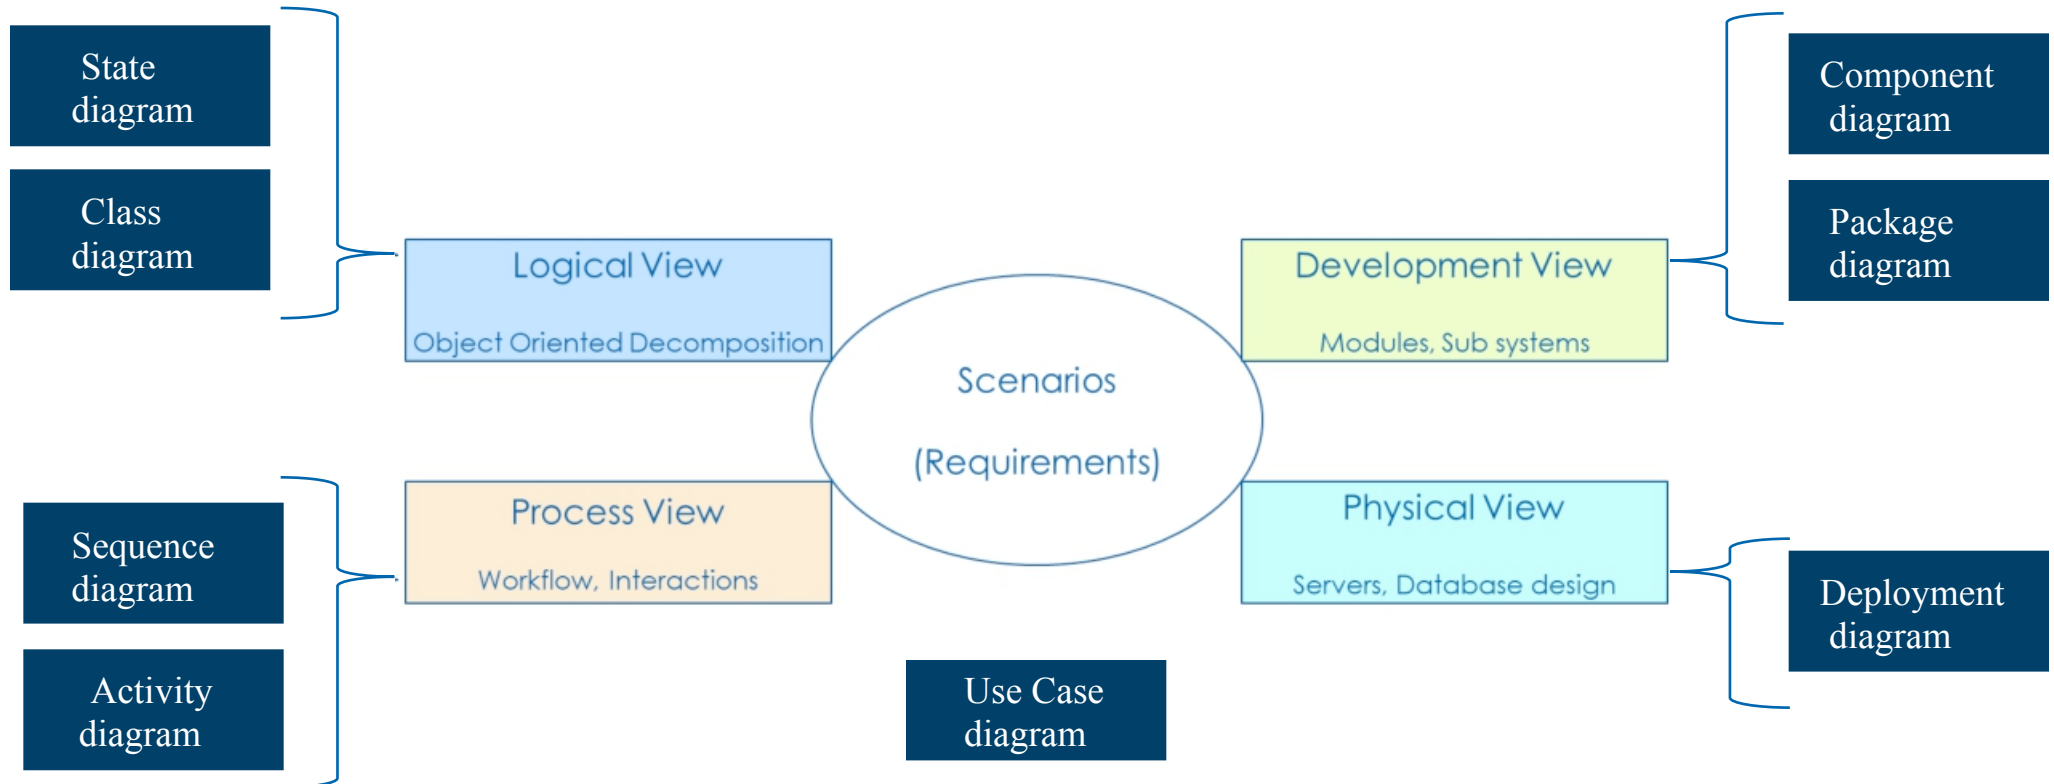 State
diagram
Class
diagram
Logical View
Object Oriented Decomposition
Sequence
diagram
Activity
diagram
Process View
Workflow, Interactions
Scenarios
(Requirements)
Use Case
diagram
Development View
Modules, Sub systems
Component
diagram
Package
diagram
Physical View
Servers, Database design
Deployment
diagram